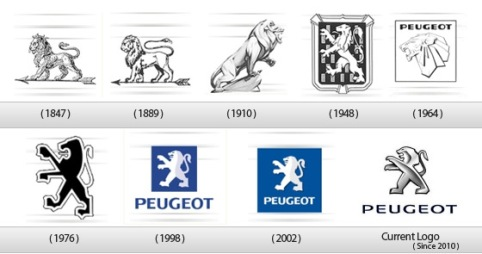 PEUGEOT
(1847)
(1889)
(1910)
(1948)
(1964)
PEUGEOT
PEUGEOT
PEUGEOT
(1976)
(1998)
(2002)
Current Logo
(Since 2010)